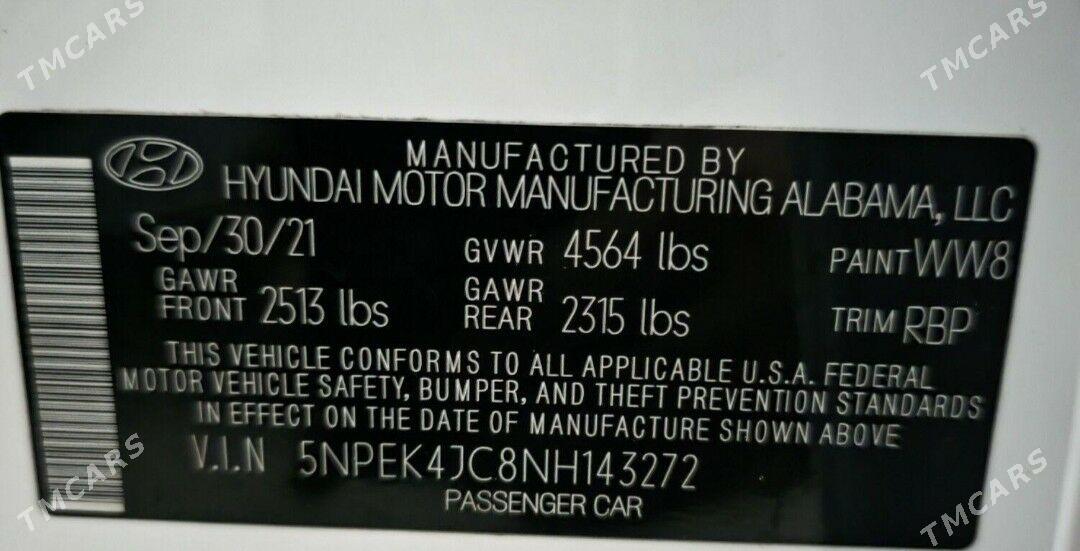 TMCARS
TMCARS
MANUFACTURED BY
HYUNDAI MOTOR MANUFACTURING ALABAMA, LLC
Sep/30/21 GVWR 4564 lbs PAINT WW8
GAWR FRONT 2513 lbs GAWR REAR 2315 lbs TRIM RBP
THIS VEHICLE CONFORMS TO ALL APPLICABLE U.S.A. FEDERAL
MOTOR VEHICLE SAFETY, BUMPER, AND THEFT PREVENTION STANDARDS
IN EFFECT ON THE DATE OF MANUFACTURE SHOWN ABOVE
V.I.N 5NPEK4JC8NH143272
PASSENGER CAR
TMCARS
TMCARS